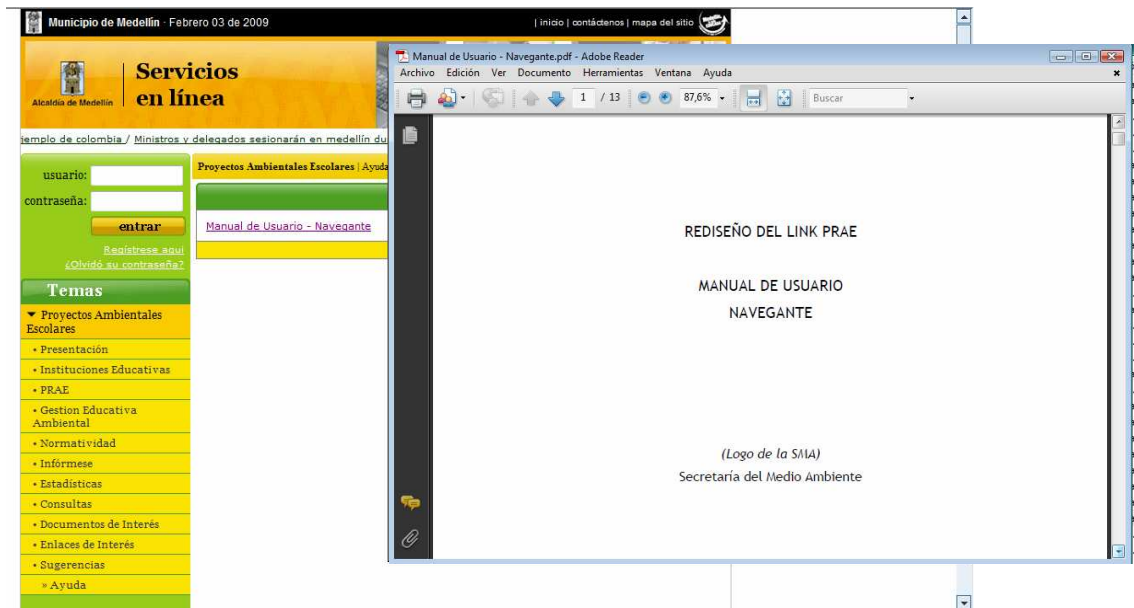 Municipio de Medellín · Febrero 03 de 2009
| inicio | contáctenos | mapa del sitio
Alcaldía de Medellín
Servicios
en línea
jemplo de colombia / Ministros y delegados sesionarán en medellín du
usuario:
contraseña:
entrar
Regístrese aquí
¿Olvidó su contraseña?
Temas
Proyectos Ambientales
Escolares
• Presentación
• Instituciones Educativas
• PRAE
• Gestion Educativa
Ambiental
• Normatividad
• Infórmese
• Estadísticas
• Consultas
• Documentos de Interés
• Enlaces de Interés
• Sugerencias
» Ayuda
Proyectos Ambientales Escolares | Ayuda
Manual de Usuario - Navegante
Manual de Usuario - Navegante.pdf - Adobe Reader
Archivo Edición Ver Documento Herramientas Ventana Ayuda
1 / 13 87,6% Buscar
REDISEÑO DEL LINK PRAE
MANUAL DE USUARIO
NAVEGANTE
(Logo de la SMA)
Secretaría del Medio Ambiente